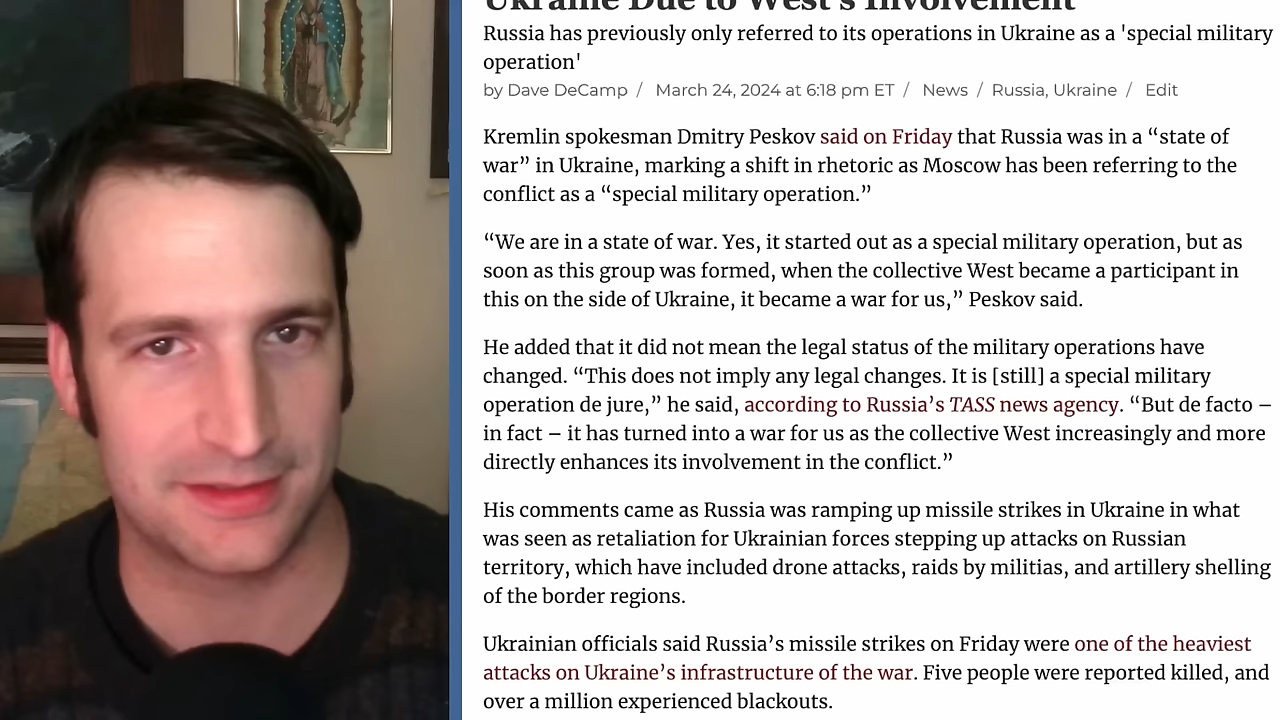 Ukraine Due to West's Involvement
Russia has previously only referred to its operations in Ukraine as a 'special military
operation'
by Dave DeCamp / March 24, 2024 at 6:18 pm ET / News / Russia, Ukraine / Edit
Kremlin spokesman Dmitry Peskov said on Friday that Russia was in a “state of
war” in Ukraine, marking a shift in rhetoric as Moscow has been referring to the
conflict as a “special military operation.”
“We are in a state of war. Yes, it started out as a special military operation, but as
soon as this group was formed, when the collective West became a participant in
this on the side of Ukraine, it became a war for us,” Peskov said.
He added that it did not mean the legal status of the military operations have
changed. “This does not imply any legal changes. It is [still] a special military
operation de jure,” he said, according to Russia’s TASS news agency. “But de facto –
in fact – it has turned into a war for us as the collective West increasingly and more
directly enhances its involvement in the conflict.”
His comments came as Russia was ramping up missile strikes in Ukraine in what
was seen as retaliation for Ukrainian forces stepping up attacks on Russian
territory, which have included drone attacks, raids by militias, and artillery shelling
of the border regions.
Ukrainian officials said Russia’s missile strikes on Friday were one of the heaviest
attacks on Ukraine’s infrastructure of the war. Five people were reported killed, and
over a million experienced blackouts.